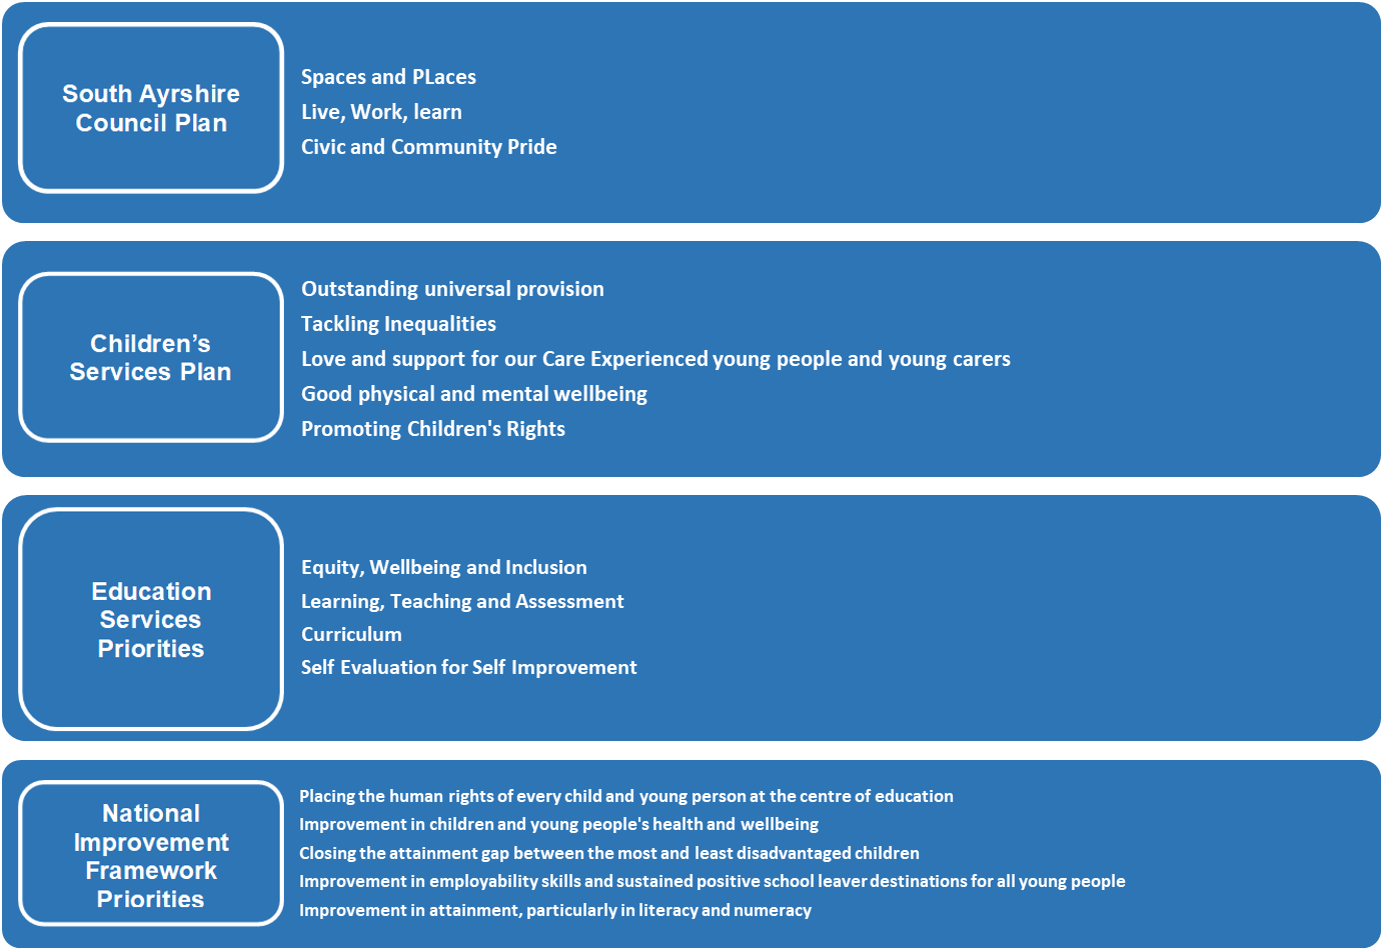 South Ayrshire
Council Plan
Spaces and PLaces
Live, Work, learn
Civic and Community Pride
Children’s
Services Plan
Outstanding universal provision
Tackling Inequalities
Love and support for our Care Experienced young people and young carers
Good physical and mental wellbeing
Promoting Children's Rights
Education
Services
Priorities
Equity, Wellbeing and Inclusion
Learning, Teaching and Assessment
Curriculum
Self Evaluation for Self Improvement
National
Improvement
Framework
Priorities
Placing the human rights of every child and young person at the centre of education
Improvement in children and young people's health and wellbeing
Closing the attainment gap between the most and least disadvantaged children
Improvement in employability skills and sustained positive school leaver destinations for all young people
Improvement in attainment, particularly in literacy and numeracy